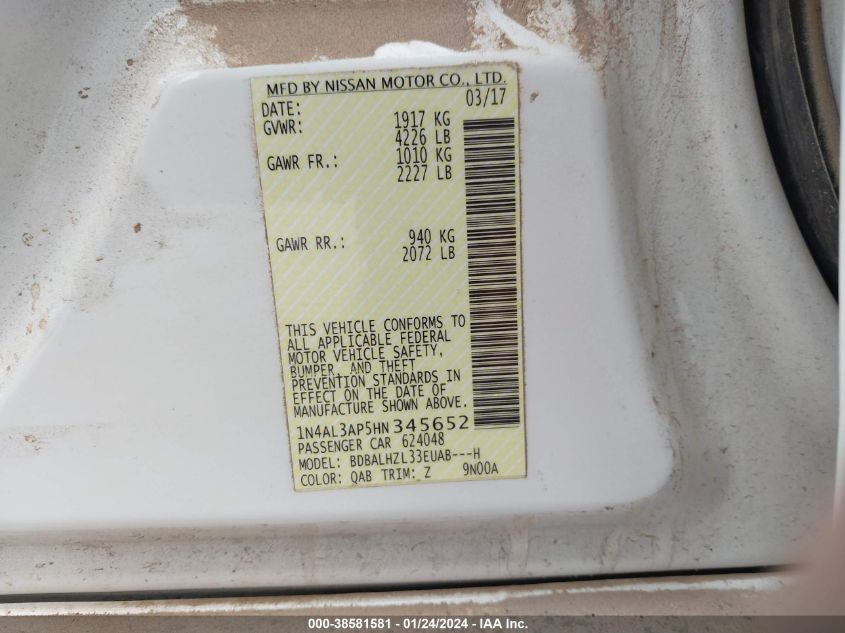 MFD BY NISSAN MOTOR CO., LTD.
DATE: 03/17
GVWR: 1917 KG
4226 LB
GAWR FR.: 1010 KG
2227 LB
GAWR RR.: 940 KG
2072 LB
THIS VEHICLE CONFORMS TO
ALL APPLICABLE FEDERAL
MOTOR VEHICLE SAFETY,
BUMPER, AND THEFT
PREVENTION STANDARDS IN
EFFECT ON THE DATE OF
MANUFACTURE SHOWN ABOVE.
1N4AL3AP5HN345652
PASSENGER CAR 624048
MODEL: BDBALHZL33EUAB---H
COLOR: QAB TRIM: Z 9N00A
000-38581581 - 01/24/2024 - IAA Inc.